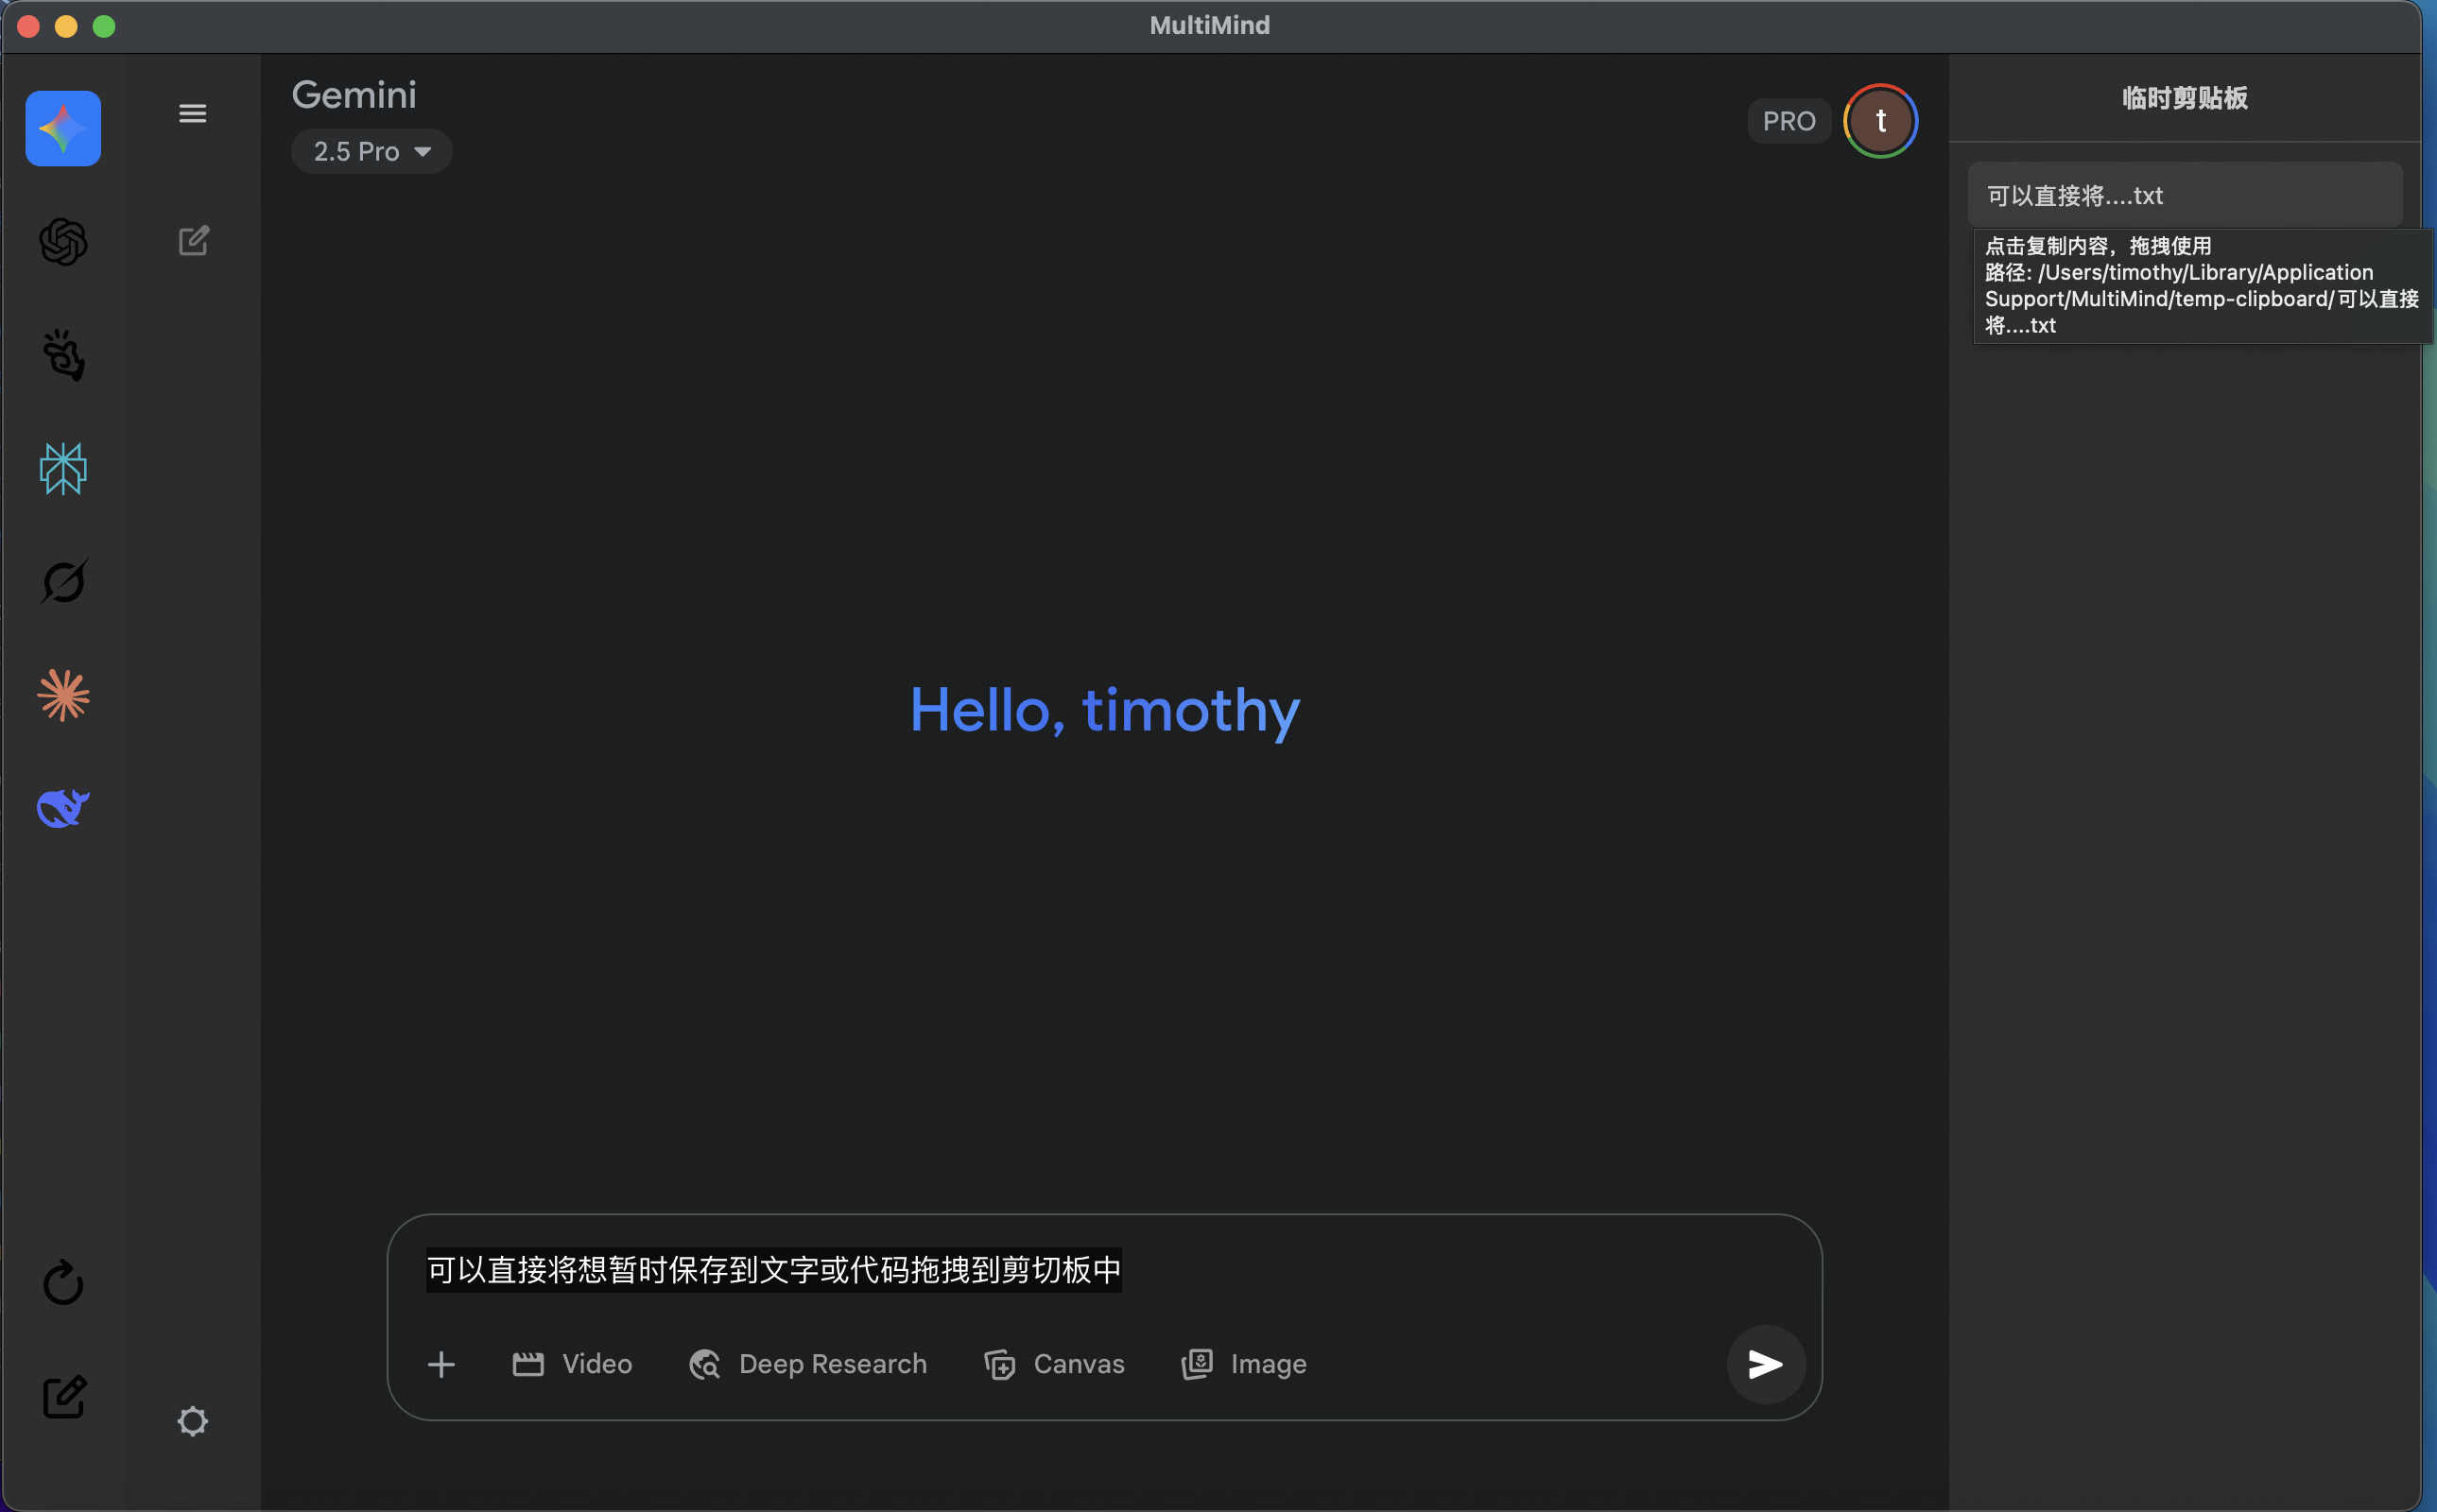 MultiMind
Gemini
2.5 Pro
PRO
t
临时剪贴板
可以直接将....txt
点击复制内容，拖拽使用
路径: /Users/timothy/Library/Application
Support/MultiMind/temp-clipboard/可以直接
将....txt
Hello, timothy
可以直接将想暂时保存到文字或代码拖拽到剪切板中
Video
Deep Research
Canvas
Image